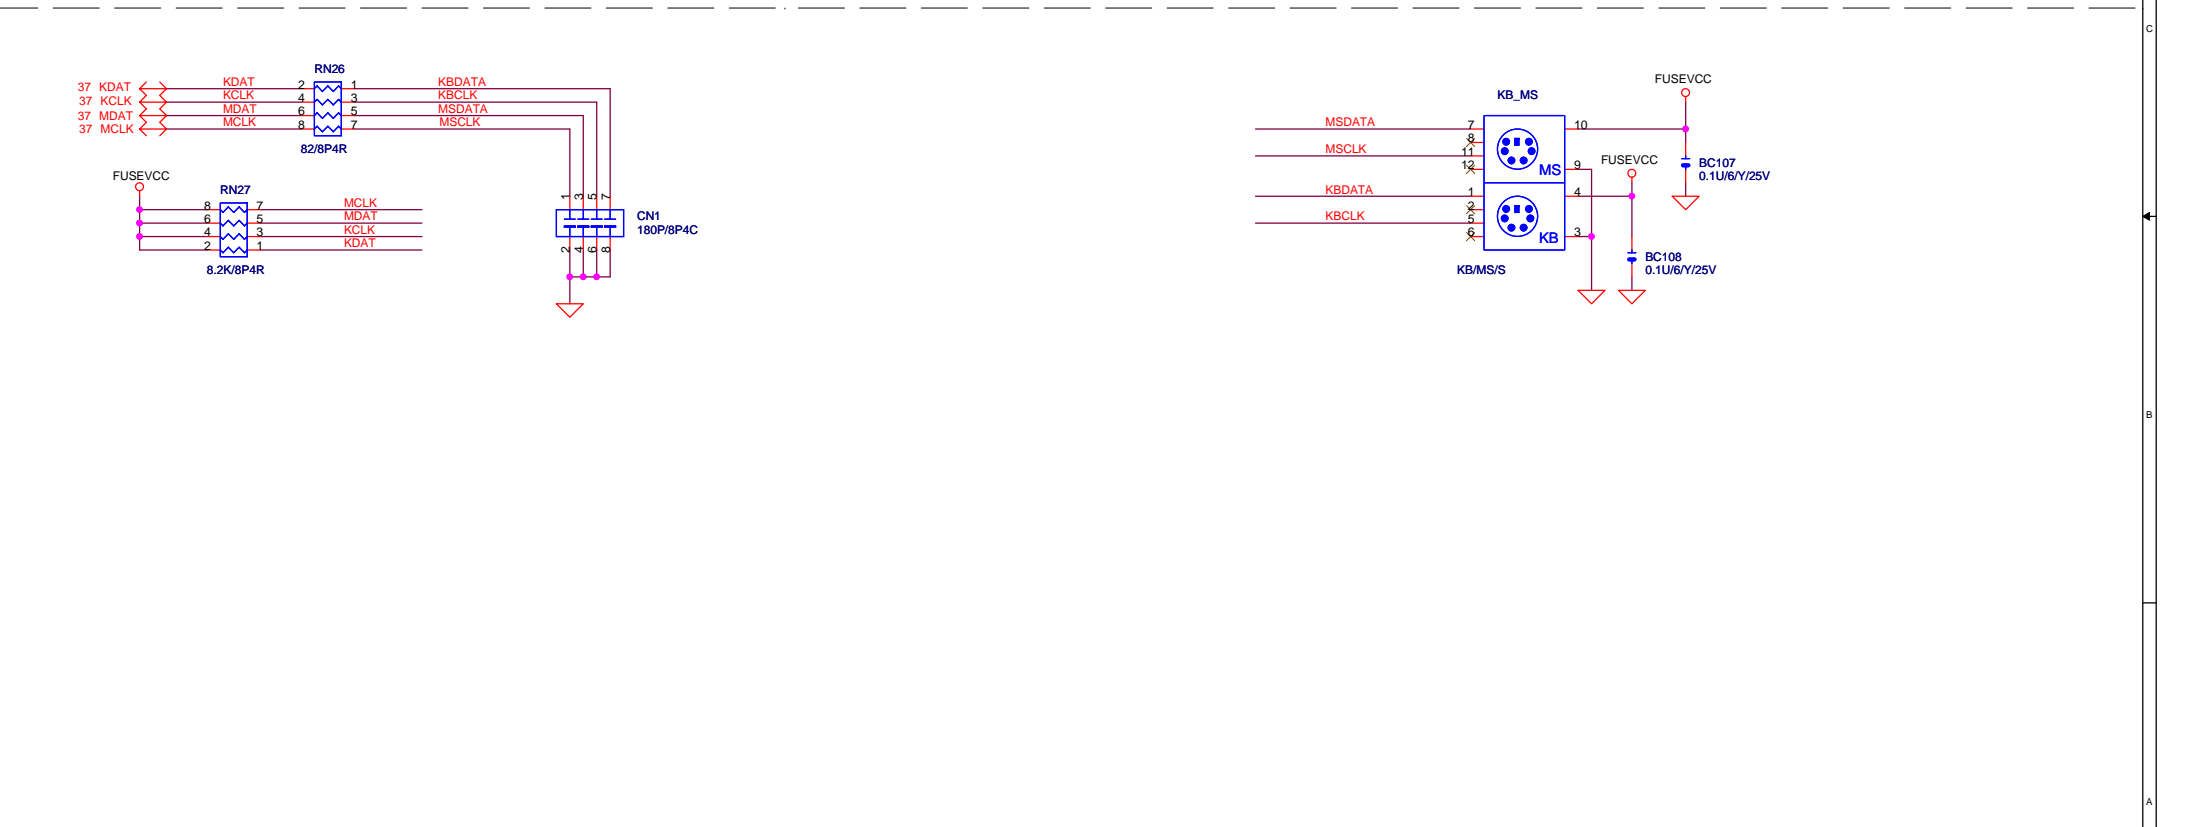 C
RN26
37 KDAT KDAT 2 1 KBDATA
37 KCLK KCLK 4 3 KBCLK
37 MDAT MDAT 6 5 MSDATA
37 MCLK MCLK 8 7 MSCLK
82/8P4R
FUSEVCC
RN27
8 7 MCLK
6 5 MDAT
4 3 KCLK
2 1 KDAT
8.2K/8P4R
1 3 5 7
CN1
180P/8P4C
2 4 6 8
FUSEVCC
KB_MS
MSDATA 7 10
8
MSCLK 11
12 MS 9
FUSEVCC
BC107
0.1U/6/Y/25V
KBDATA 1 4
2
KBCLK 5
6 KB 3
KB/MS/S
BC108
0.1U/6/Y/25V
B
A